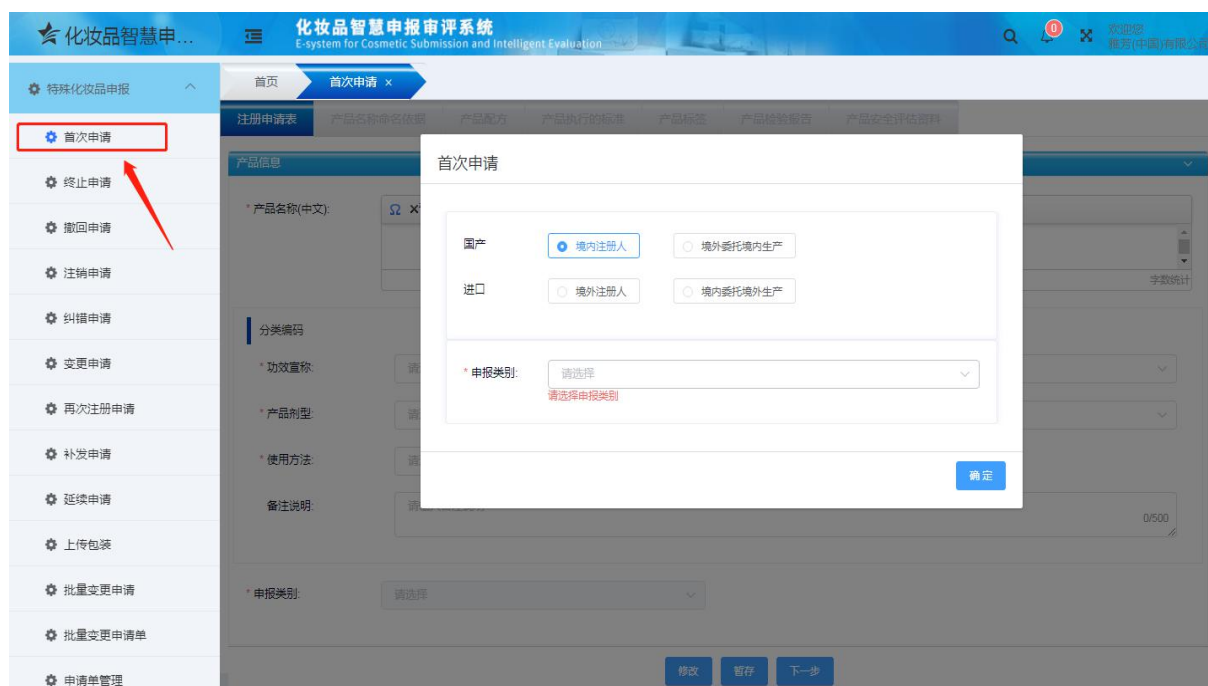 化妆品智慧申...
化妆品智慧申报审评系统
E-system for Cosmetic Submission and Intelligent Evaluation
0
欢迎您
雅芳(中国)有限公司
特殊化妆品申报
首页
首次申请 ×
首次申请
终止申请
撤回申请
注销申请
纠错申请
变更申请
再次注册申请
补发申请
延续申请
上传包装
批量变更申请
批量变更申请单
申请单管理
注册申请表
产品名称命名依据
产品配方
产品执行的标准
产品标签
产品检验报告
产品安全评估资料
产品信息
*产品名称(中文):
Ω
字数统计
分类编码
*功效宣称:
*产品剂型:
*使用方法:
备注说明:
0/500
*申报类别:
请选择
修改
暂存
下一步
首次申请
国产
境内注册人
境外委托境内生产
进口
境外注册人
境内委托境外生产
*申报类别:
请选择
请选择申报类别
确定